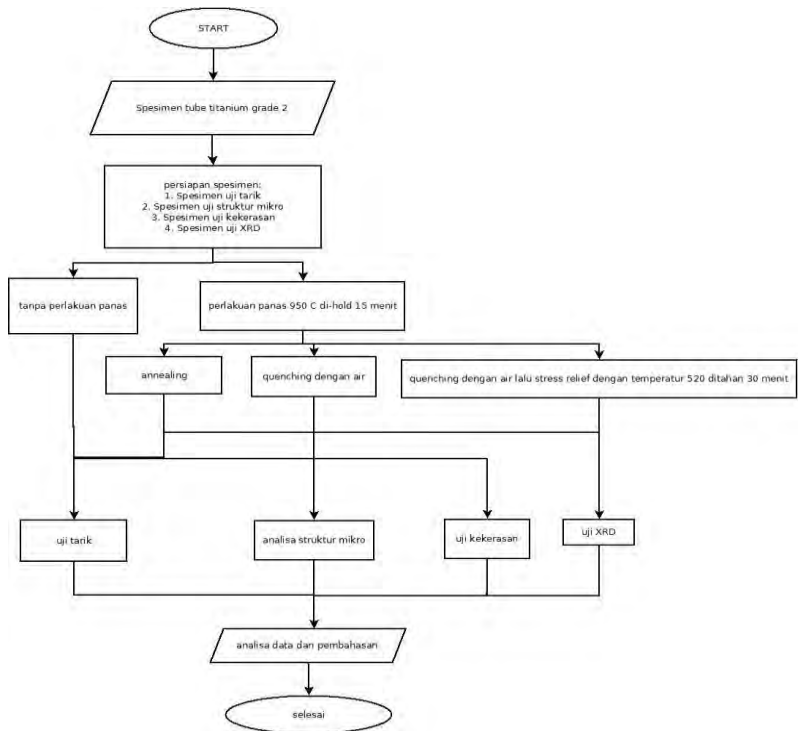 START
Spesimen tube titanium grade 2
persiapan spesimen:
1. Spesimen uji tarik
2. Spesimen uji struktur mikro
3. Spesimen uji kekerasan
4. Spesimen uji XRD
tanpa perlakuan panas
perlakuan panas 950 C di-hold 15 menit
annealing
quenching dengan air
quenching dengan air lalu stress relief dengan temperatur 520 ditahan 30 menit
uji tarik
analisa struktur mikro
uji kekerasan
uji XRD
analisa data dan pembahasan
selesai